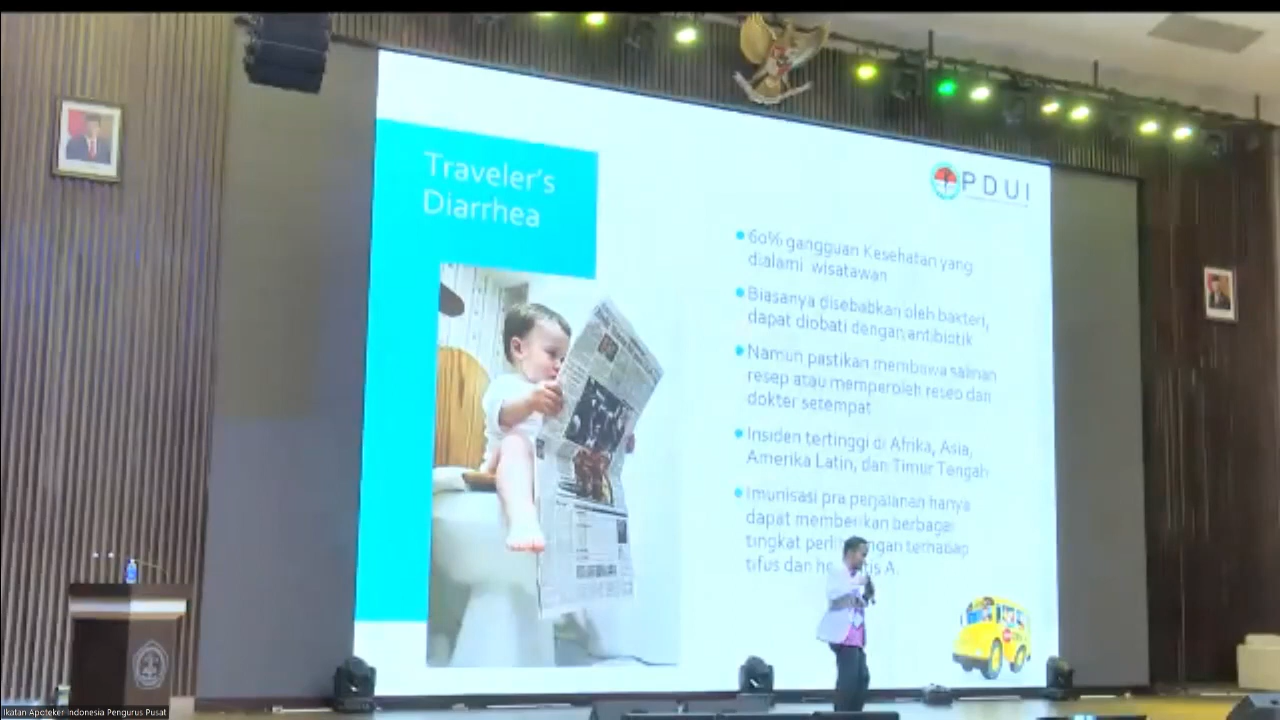 Traveler's
Diarrhea
PDUI
60% gangguan Kesehatan yang
dialami wisatawan
Biasanya disebabkan oleh bakteri,
dapat diobati dengan antibiotik
Namun pastikan membawa salinan
resep atau memperoleh resep dari
dokter setempat
Insiden tertinggi di Afrika, Asia,
Amerika Latin, dan Timur Tengah
Imunisasi pra perjalanan hanya
dapat memberikan berbagai
tingkat terhadap
tifus dan A.
Ikatan Apoteker Indonesia Pengurus Pusat